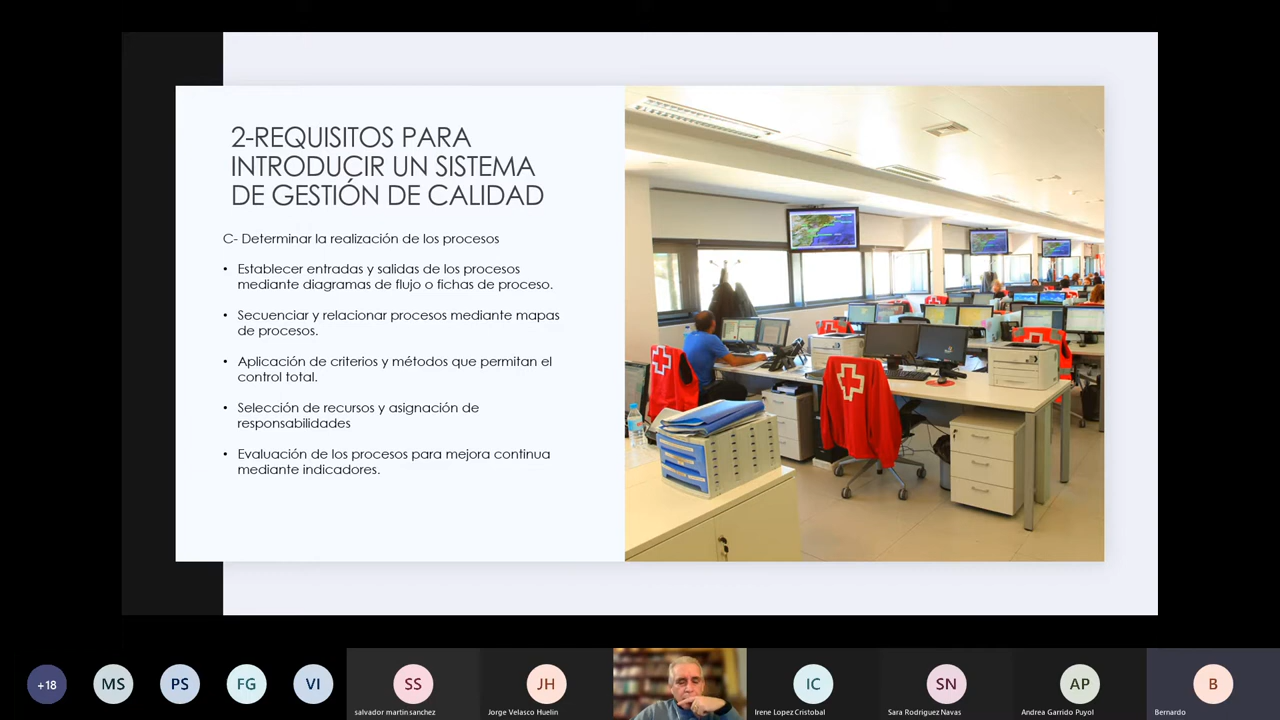 2-REQUISITOS PARA
INTRODUCIR UN SISTEMA
DE GESTIÓN DE CALIDAD
C- Determinar la realización de los procesos
• Establecer entradas y salidas de los procesos
mediante diagramas de flujo o fichas de proceso.
• Secuenciar y relacionar procesos mediante mapas
de procesos.
• Aplicación de criterios y métodos que permitan el
control total.
• Selección de recursos y asignación de
responsabilidades
• Evaluación de los procesos para mejora continua
mediante indicadores.
+18
MS
PS
FG
VI
SS
JH
IC
SN
AP
B
salvador martin sanchez
Jorge Velasco Huelin
Irene Lopez Cristobal
Sara Rodriguez Navas
Andrea Garrido Puyol
Bernardo